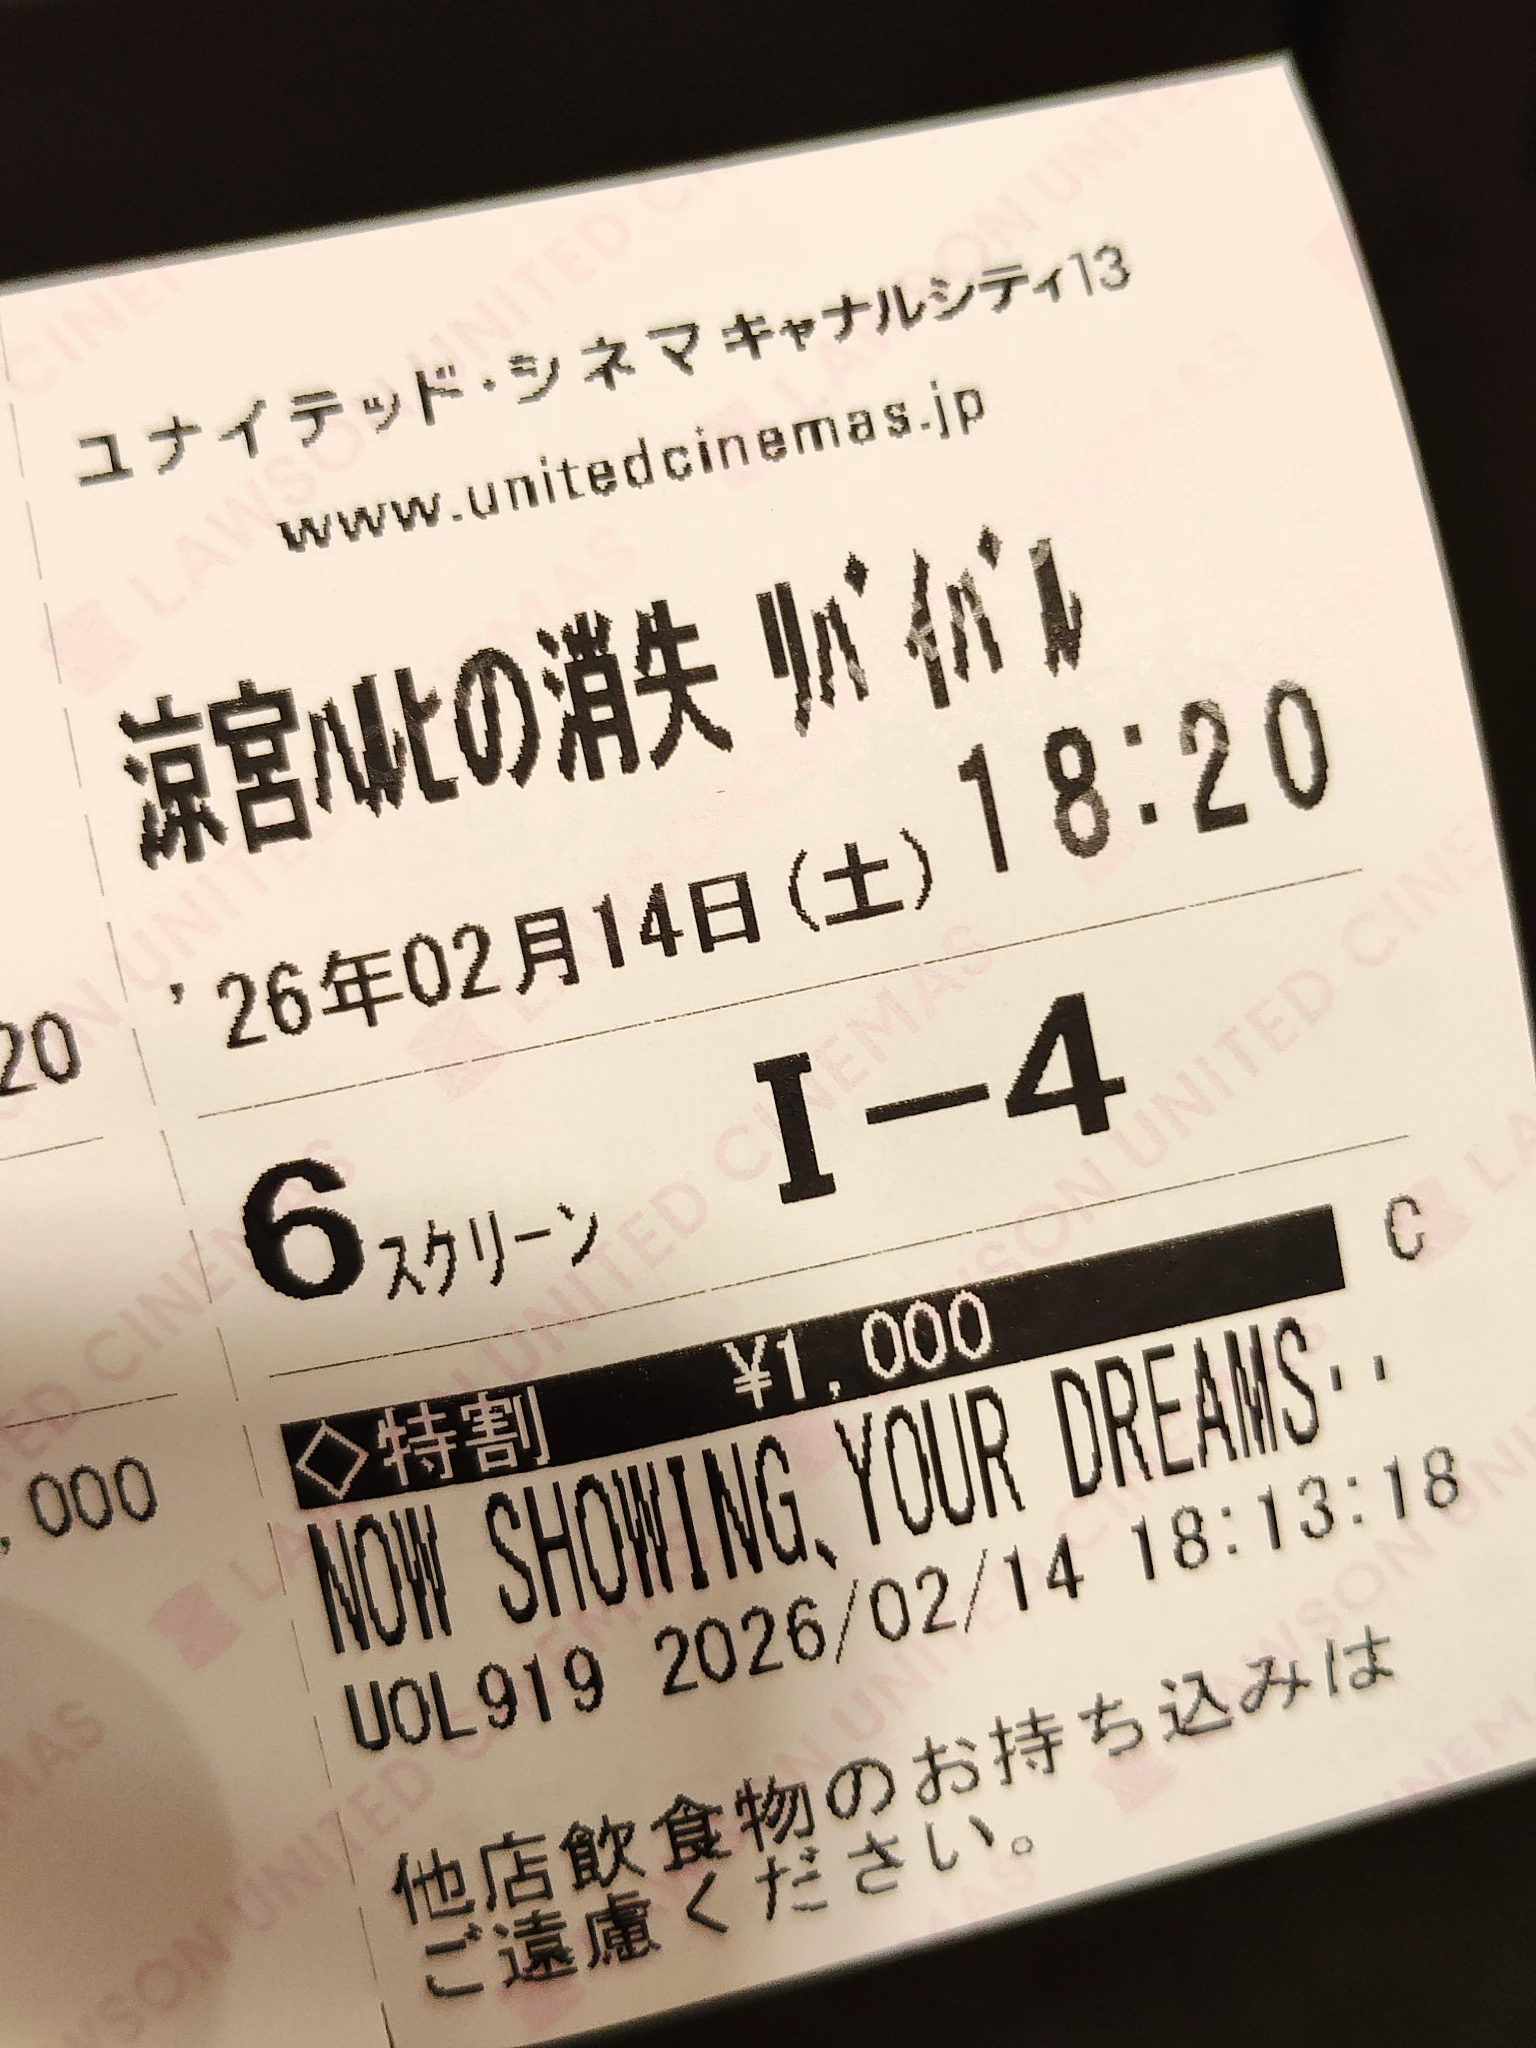 ユナイテッド・シネマキャナルシティ13
www.unitedcinemas.jp
涼宮ハルヒの消失 リバイバル
'26年02月14日(土) 18:20
6スクリーン I-4
◇特割 ¥1,000 C
NOW SHOWING、YOUR DREAMS‥
UOL919 2026/02/14 18:13:18
他店飲食物のお持ち込みは
ご遠慮ください。
20
,000
LAWSON UNITED CINEMAS